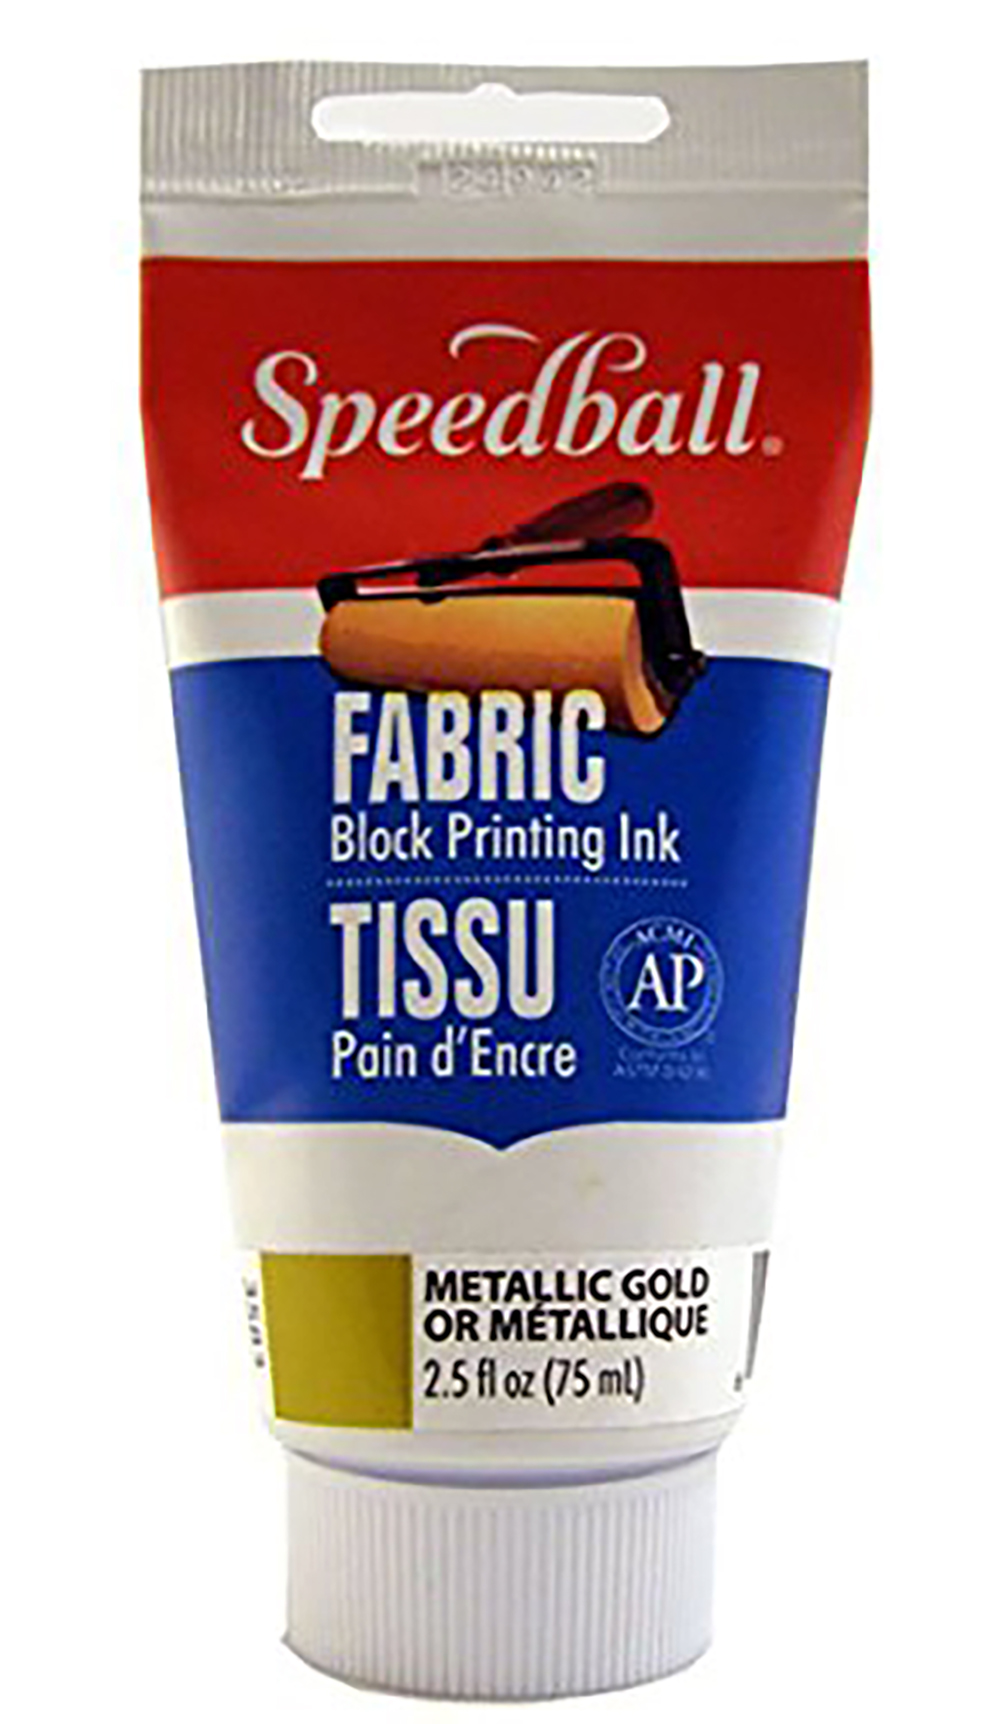 Speedball®
FABRIC
Block Printing Ink
TISSU
Pain d'Encre
ACMI
AP
METALLIC GOLD
OR MÉTALLIQUE
2.5 fl oz (75 mL)